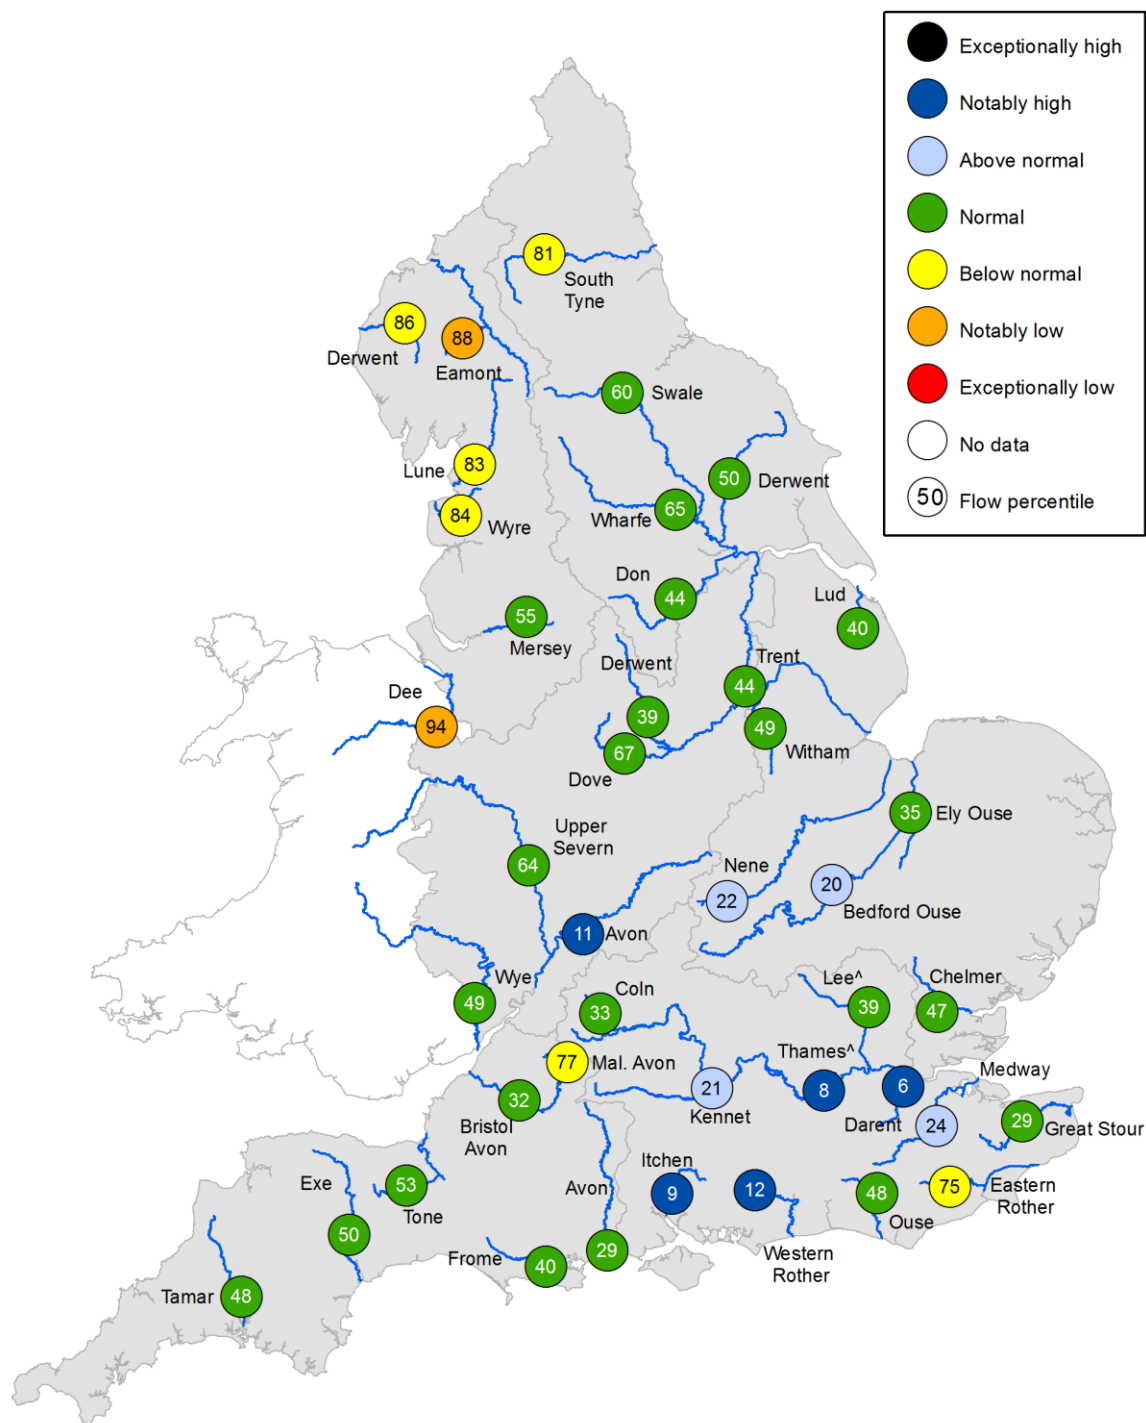 Exceptionally high
Notably high
Above normal
Normal
Below normal
Notably low
Exceptionally low
No data
50 Flow percentile
81
South
Tyne
86
Derwent
88
Eamont
60 Swale
Lune 83
50 Derwent
84
Wyre
Wharfe 65
Don
44
Lud
40
55
Mersey
Derwent
39
Trent
44
Dee
94
49
Witham
67
Dove
35 Ely Ouse
Upper
Severn
64
Nene
22
20
Bedford Ouse
11 Avon
Wye
49
Coln
33
Lee^
39
Chelmer
47
77 Mal. Avon
Thames^
8
6
Darent
Medway
24
21
Kennet
32
Bristol
Avon
29
Great Stour
Exe
50
53
Tone
Avon
29
Itchen
9
12
Western
Rother
48
Ouse
75
Eastern
Rother
Frome
40
Tamar 48